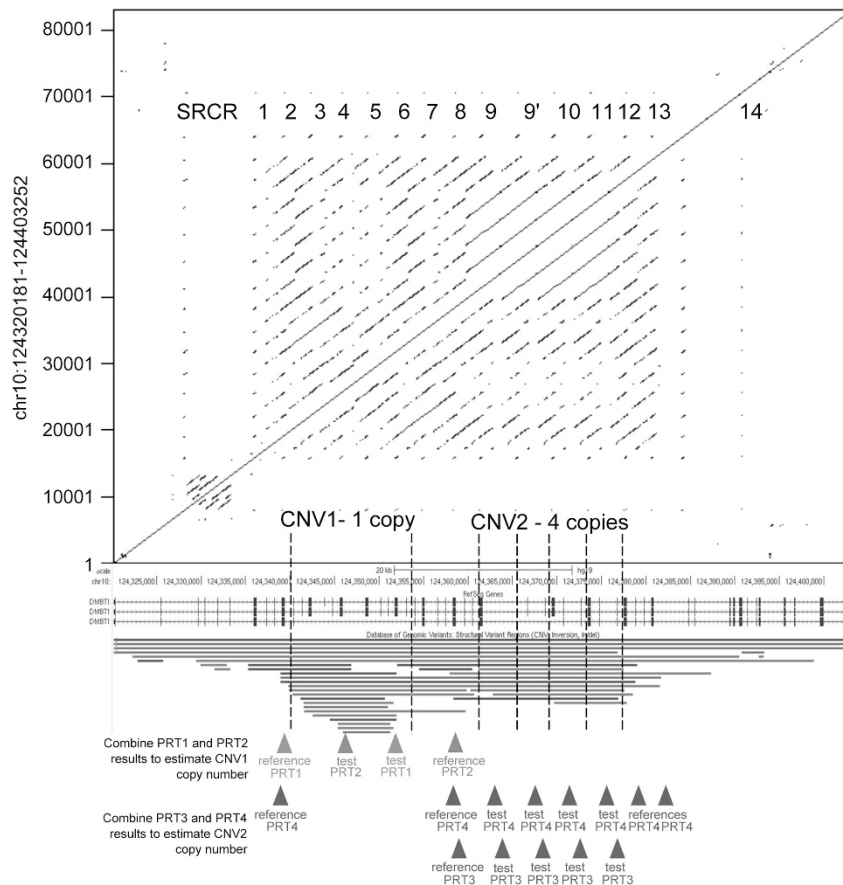 80001
70001
60001
50001
40001
30001
20001
10001
1
chr10:124320181-124403252
SRCR 1 2 3 4 5 6 7 8 9 9' 10 11 12 13 14
CNV1- 1 copy CNV2 - 4 copies
20 kb hg19
chr10: 124,325,000 124,330,000 124,335,000 124,340,000 124,345,000 124,350,000 124,355,000 124,360,000 124,365,000 124,370,000 124,375,000 124,380,000 124,385,000 124,390,000 124,395,000 124,400,000
RefSeq Genes
DMBT1
DMBT1
DMBT1
Database of Genomic Variants: Structural Variant Regions (CNV, Inversion, In/del)
Combine PRT1 and PRT2
results to estimate CNV1
copy number
reference test test reference
PRT1 PRT2 PRT1 PRT2
Combine PRT3 and PRT4
results to estimate CNV2
copy number
reference reference test test test test references
PRT4 PRT4 PRT4 PRT4 PRT4 PRT4 PRT4PRT4
reference test test test test
PRT3 PRT3 PRT3 PRT3 PRT3